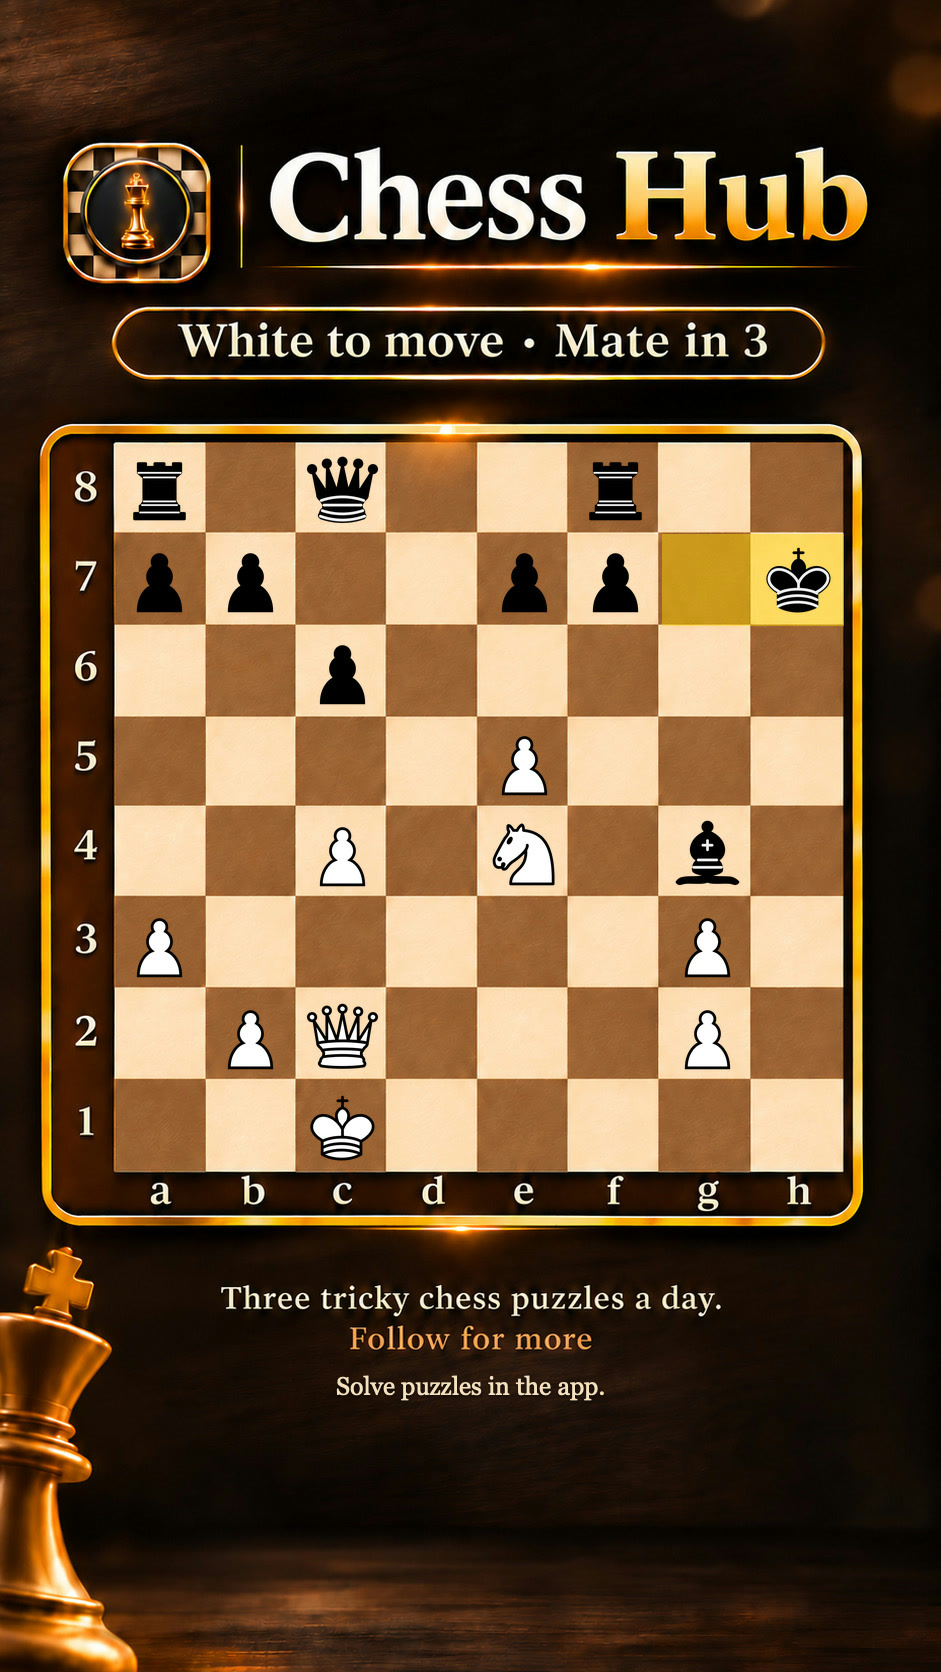 Chess Hub
White to move • Mate in 3
8
7
6
5
4
3
2
1
a b c d e f g h
Three tricky chess puzzles a day.
Follow for more
Solve puzzles in the app.